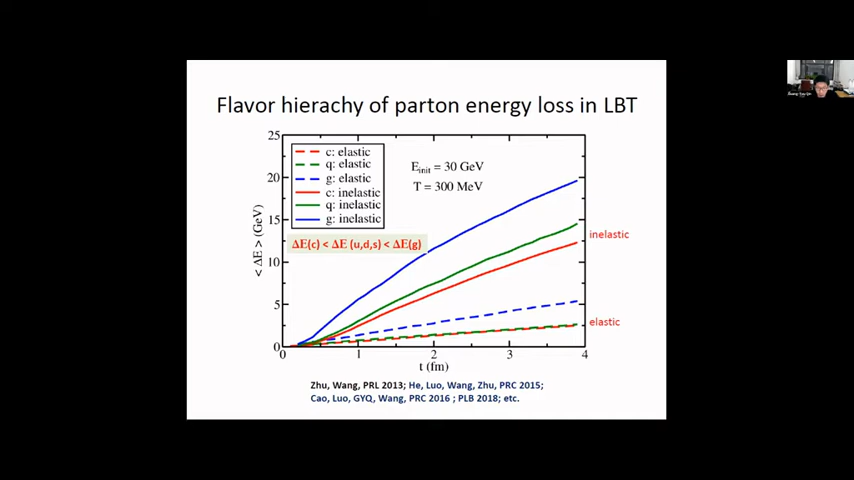 Flavor hierachy of parton energy loss in LBT
25
20
15
10
5
0
< ΔE > (GeV)
c: elastic
q: elastic
g: elastic
c: inelastic
q: inelastic
g: inelastic
E_init = 30 GeV
T = 300 MeV
ΔE(c) < ΔE (u,d,s) < ΔE(g)
inelastic
elastic
0 1 2 3 4
t (fm)
Zhu, Wang, PRL 2013; He, Luo, Wang, Zhu, PRC 2015;
Cao, Luo, GYQ, Wang, PRC 2016 ; PLB 2018; etc.